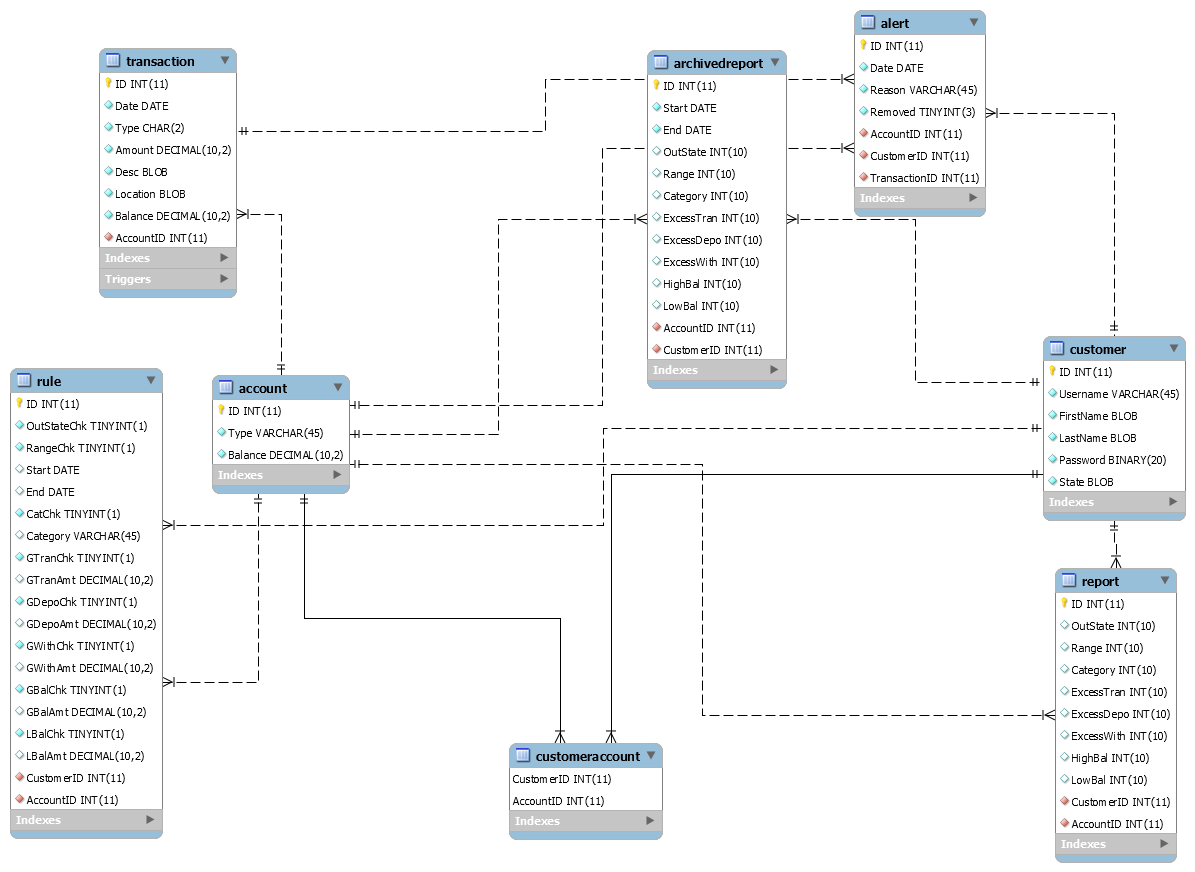 transaction
ID INT(11)
Date DATE
Type CHAR(2)
Amount DECIMAL(10,2)
Desc BLOB
Location BLOB
Balance DECIMAL(10,2)
AccountID INT(11)
Indexes
Triggers
archivedreport
ID INT(11)
Start DATE
End DATE
OutState INT(10)
Range INT(10)
Category INT(10)
ExcessTran INT(10)
ExcessDepo INT(10)
ExcessWith INT(10)
HighBal INT(10)
LowBal INT(10)
AccountID INT(11)
CustomerID INT(11)
Indexes
alert
ID INT(11)
Date DATE
Reason VARCHAR(45)
Removed TINYINT(3)
AccountID INT(11)
CustomerID INT(11)
TransactionID INT(11)
Indexes
rule
ID INT(11)
OutStateChk TINYINT(1)
RangeChk TINYINT(1)
Start DATE
End DATE
CatChk TINYINT(1)
Category VARCHAR(45)
GTranChk TINYINT(1)
GTranAmt DECIMAL(10,2)
GDepoChk TINYINT(1)
GDepoAmt DECIMAL(10,2)
GWithChk TINYINT(1)
GWithAmt DECIMAL(10,2)
GBalChk TINYINT(1)
GBalAmt DECIMAL(10,2)
LBalChk TINYINT(1)
LBalAmt DECIMAL(10,2)
CustomerID INT(11)
AccountID INT(11)
Indexes
account
ID INT(11)
Type VARCHAR(45)
Balance DECIMAL(10,2)
Indexes
customer
ID INT(11)
Username VARCHAR(45)
FirstName BLOB
LastName BLOB
Password BINARY(20)
State BLOB
Indexes
customeraccount
CustomerID INT(11)
AccountID INT(11)
Indexes
report
ID INT(11)
OutState INT(10)
Range INT(10)
Category INT(10)
ExcessTran INT(10)
ExcessDepo INT(10)
ExcessWith INT(10)
HighBal INT(10)
LowBal INT(10)
CustomerID INT(11)
AccountID INT(11)
Indexes